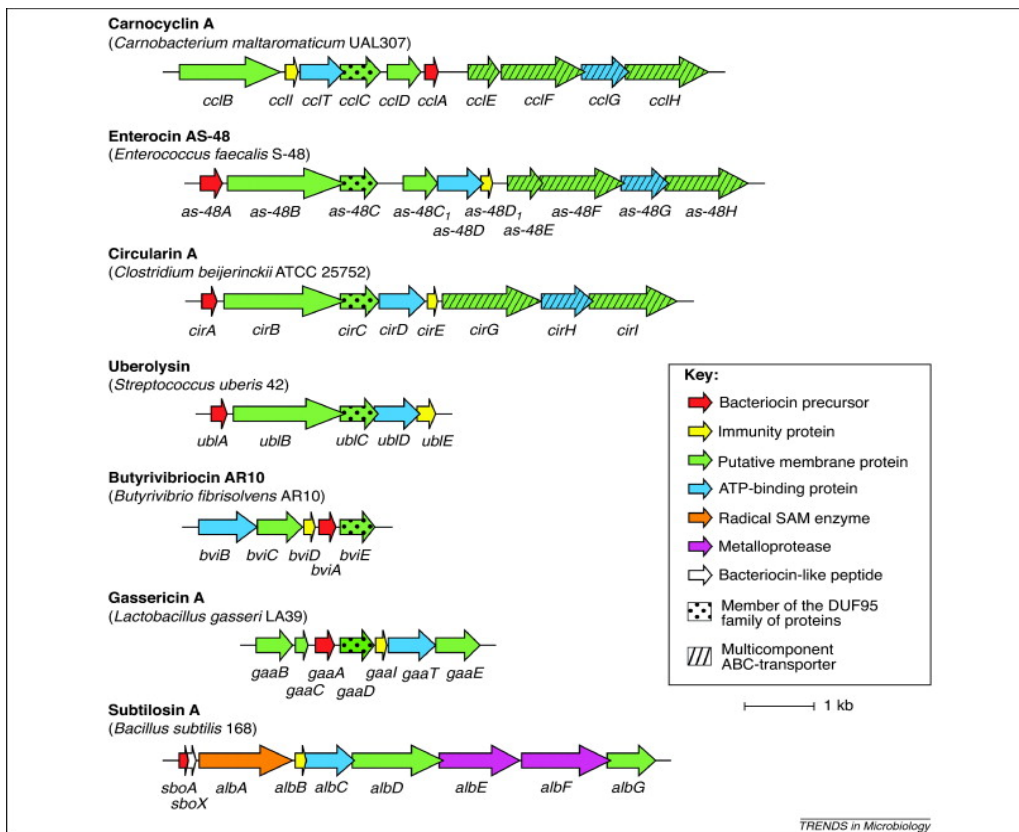 Carnocyclin A
(Carnobacterium maltaromaticum UAL307)
cclB cclI cclT cclC cclD cclA cclE cclF cclG cclH
Enterocin AS-48
(Enterococcus faecalis S-48)
as-48A as-48B as-48C as-48C1 as-48D1 as-48F as-48G as-48H
as-48D as-48E
Circularin A
(Clostridium beijerinckii ATCC 25752)
cirA cirB cirC cirD cirE cirG cirH cirI
Uberolysin
(Streptococcus uberis 42)
ublA ublB ublC ublD ublE
Butyrivibriocin AR10
(Butyrivibrio fibrisolvens AR10)
bviB bviC bviD bviE
bviA
Gassericin A
(Lactobacillus gasseri LA39)
gaaB gaaA gaaI gaaT gaaE
gaaC gaaD
Subtilosin A
(Bacillus subtilis 168)
sboA albA albB albC albD albE albF albG
sboX
Key:
Bacteriocin precursor
Immunity protein
Putative membrane protein
ATP-binding protein
Radical SAM enzyme
Metalloprotease
Bacteriocin-like peptide
Member of the DUF95
family of proteins
Multicomponent
ABC-transporter
1 kb
TRENDS in Microbiology